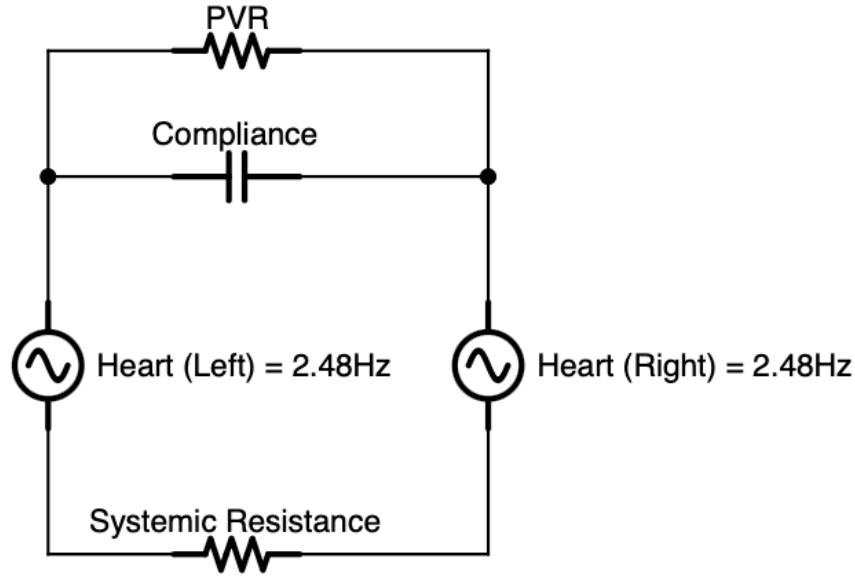 PVR
Compliance
Heart (Left) = 2.48Hz
Heart (Right) = 2.48Hz
Systemic Resistance